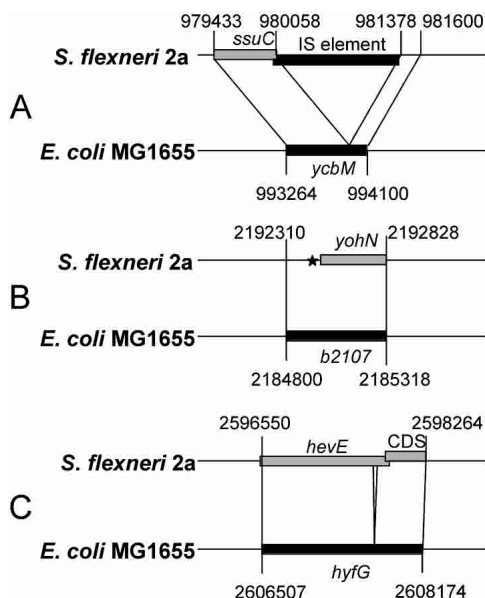 979433 980058 981378 981600
ssuC IS element
S. flexneri 2a
A
E. coli MG1655
ycbM
993264 994100
2192310 2192828
yohN
S. flexneri 2a
★
B
E. coli MG1655
b2107
2184800 2185318
2596550 2598264
hevE CDS
S. flexneri 2a
C
E. coli MG1655
hyfG
2606507 2608174